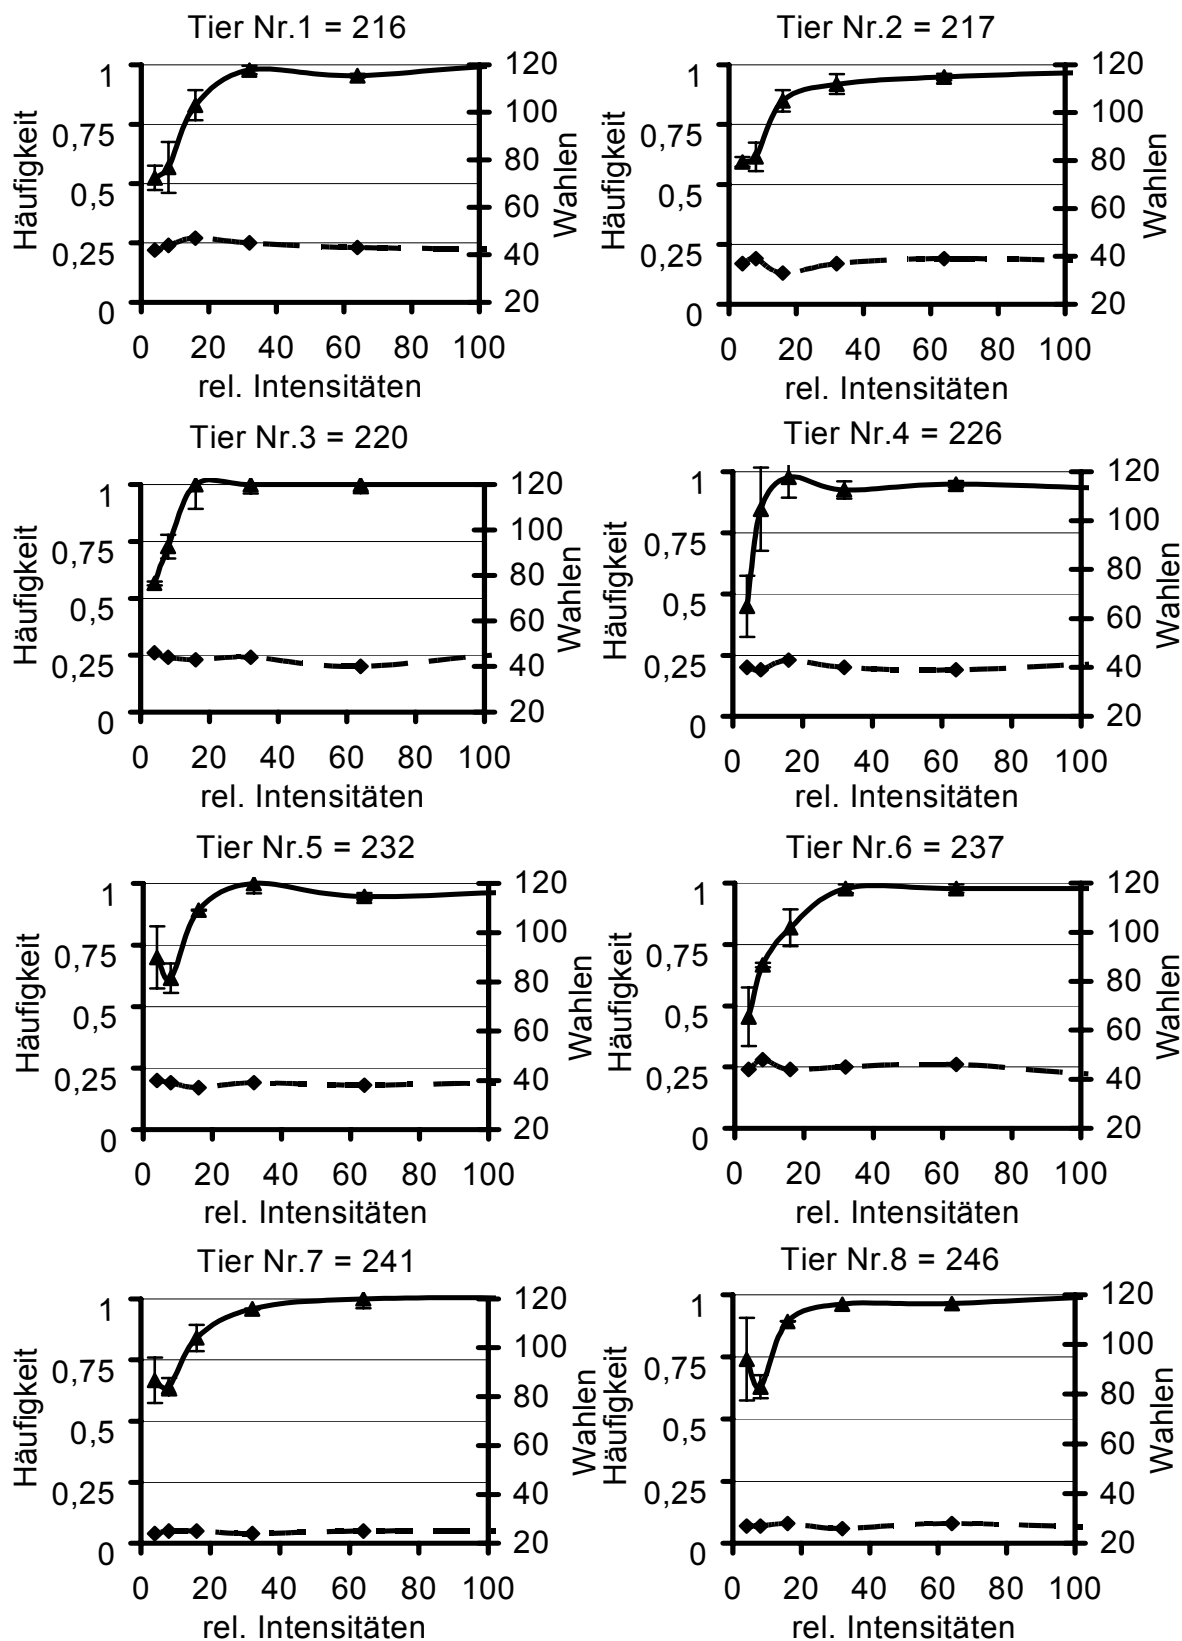 Tier Nr.1 = 216
Häufigkeit
1
0,75
0,5
0,25
0
120
100
80
60
40
20
Wahlen
0 20 40 60 80 100
rel. Intensitäten
Tier Nr.2 = 217
Häufigkeit
1
0,75
0,5
0,25
0
120
100
80
60
40
20
Wahlen
0 20 40 60 80 100
rel. Intensitäten
Tier Nr.3 = 220
Häufigkeit
1
0,75
0,5
0,25
0
120
100
80
60
40
20
Wahlen
0 20 40 60 80 100
rel. Intensitäten
Tier Nr.4 = 226
Häufigkeit
1
0,75
0,5
0,25
0
120
100
80
60
40
20
Wahlen
0 20 40 60 80 100
rel. Intensitäten
Tier Nr.5 = 232
Häufigkeit
1
0,75
0,5
0,25
0
120
100
80
60
40
20
Wahlen
0 20 40 60 80 100
rel. Intensitäten
Tier Nr.6 = 237
Häufigkeit
1
0,75
0,5
0,25
0
120
100
80
60
40
20
Wahlen
0 20 40 60 80 100
rel. Intensitäten
Tier Nr.7 = 241
Häufigkeit
1
0,75
0,5
0,25
0
120
100
80
60
40
20
Wahlen
0 20 40 60 80 100
rel. Intensitäten
Tier Nr.8 = 246
Häufigkeit
1
0,75
0,5
0,25
0
120
100
80
60
40
20
Wahlen
0 20 40 60 80 100
rel. Intensitäten